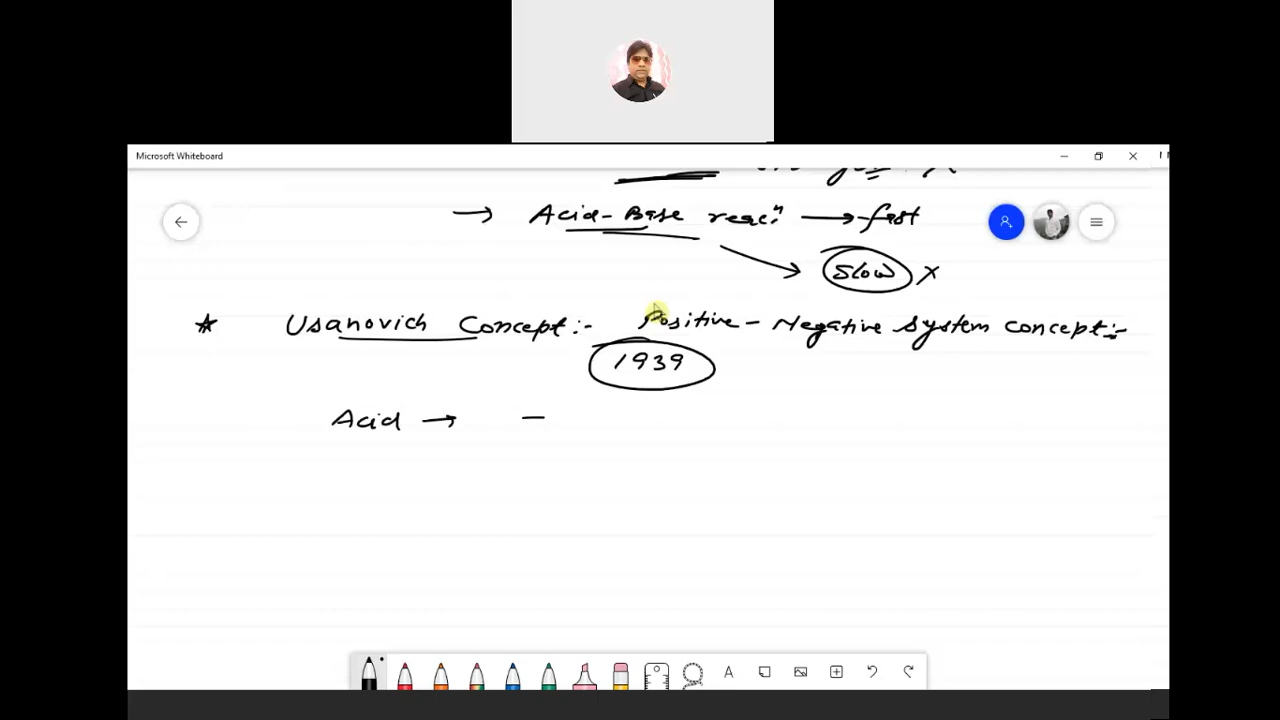 Microsoft Whiteboard
→ Acid-Base reacⁿ → fast
slow X
* Usanovich Concept:- Positive - Negative System concept:-
1939
Acid → -